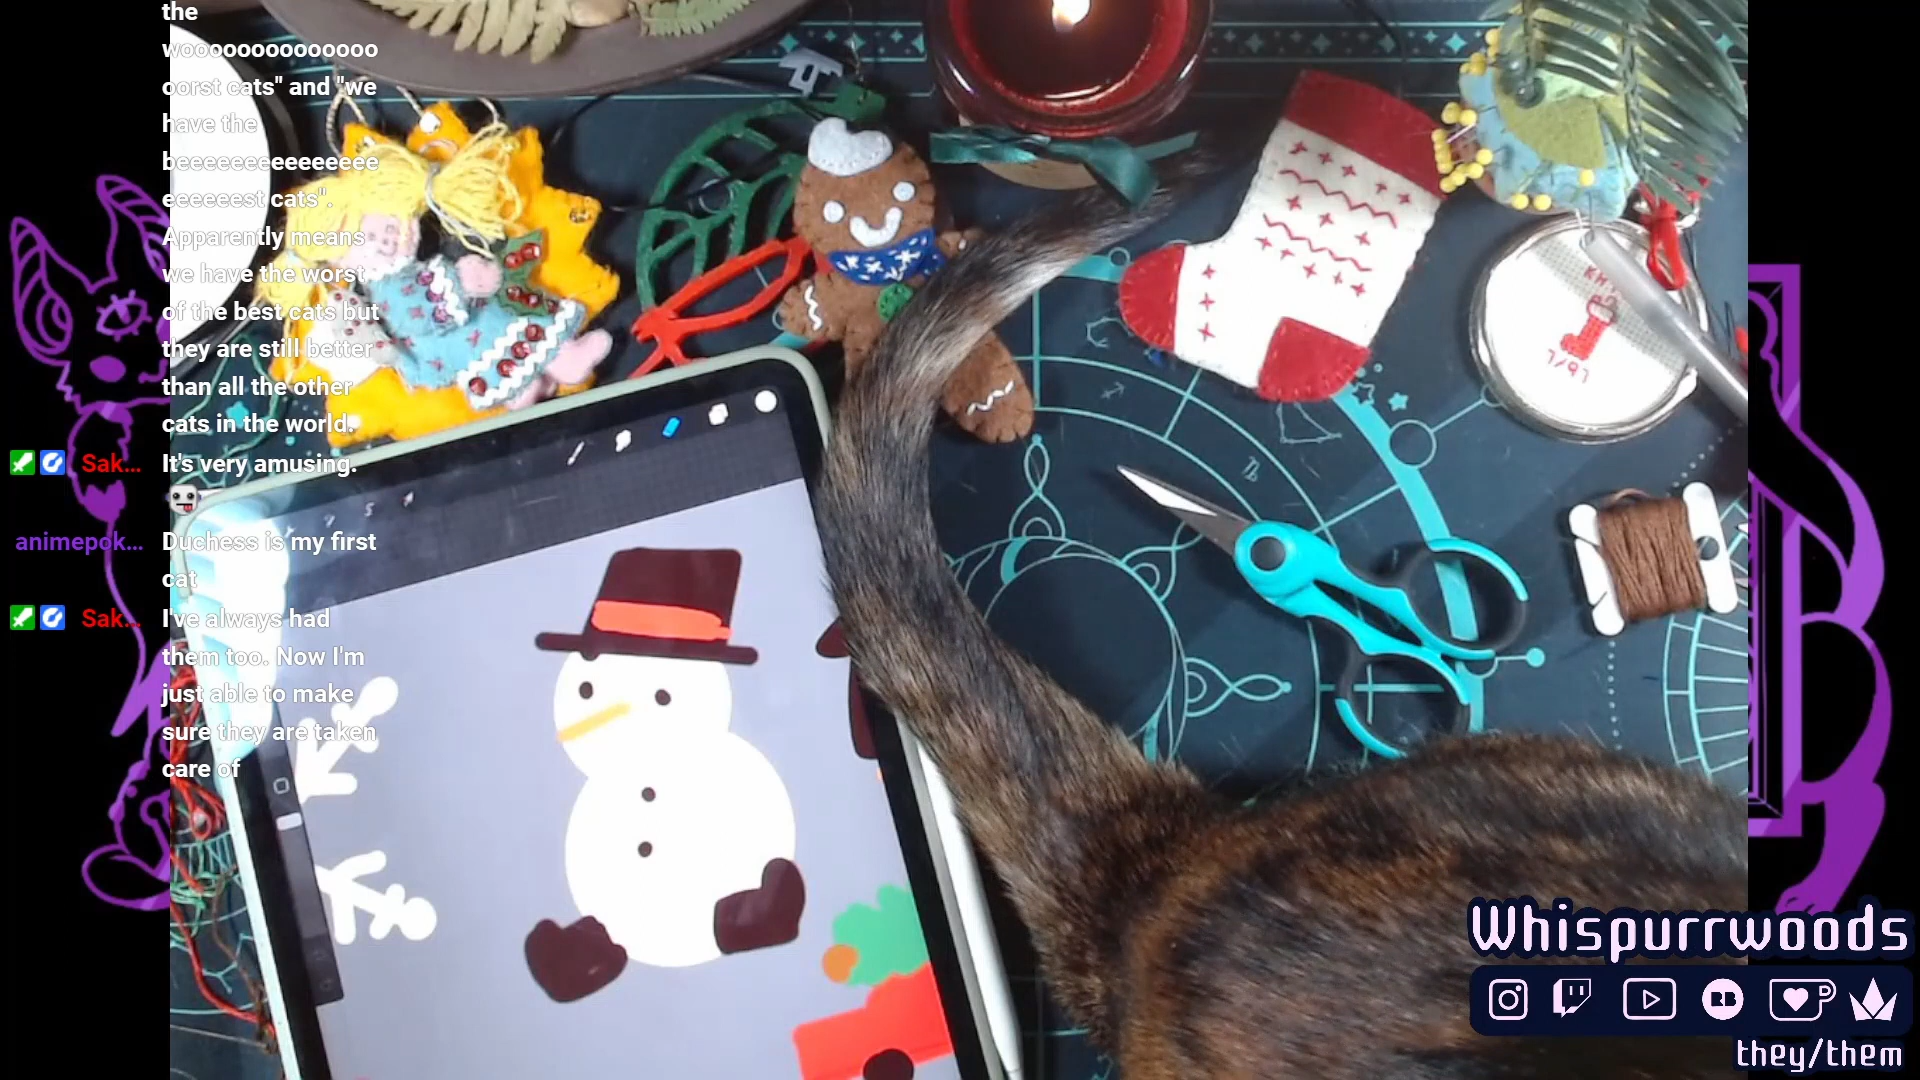 the
woooooooooooooo
oorst cats" and "we
have the
beeeeeeeeeeeeeee
eeeeeeest cats".
Apparently means
we have the worst
of the best cats but
they are still better
than all the other
cats in the world.
Sak... It's very amusing.
animepok... Duchess is my first
cat
Sak... I've always had
them too. Now I'm
just able to make
sure they are taken
care of
Whispurrwoods
they/them